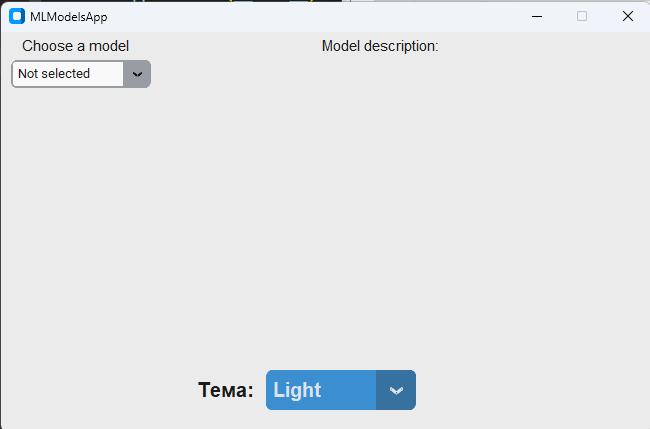 MLModelsApp
Choose a model
Model description:
Not selected
Тема: Light